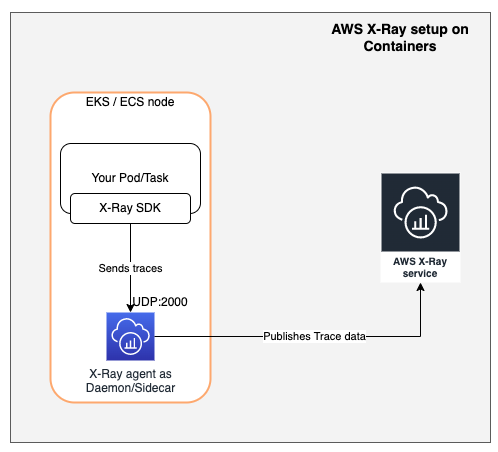 AWS X-Ray setup on
Containers
EKS / ECS node
Your Pod/Task
X-Ray SDK
Sends traces
UDP:2000
X-Ray agent as
Daemon/Sidecar
Publishes Trace data
AWS X-Ray
service